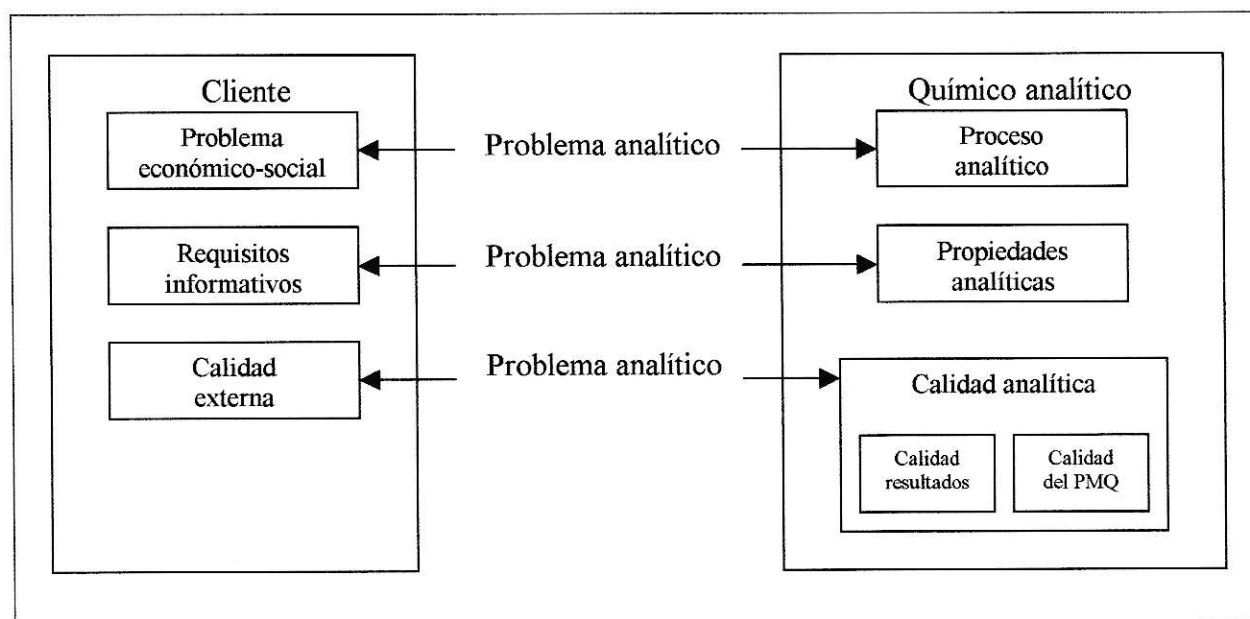 Cliente
Problema
económico-social
Requisitos
informativos
Calidad
externa
Problema analítico
Problema analítico
Problema analítico
Químico analítico
Proceso
analítico
Propiedades
analíticas
Calidad analítica
Calidad
resultados
Calidad
del PMQ